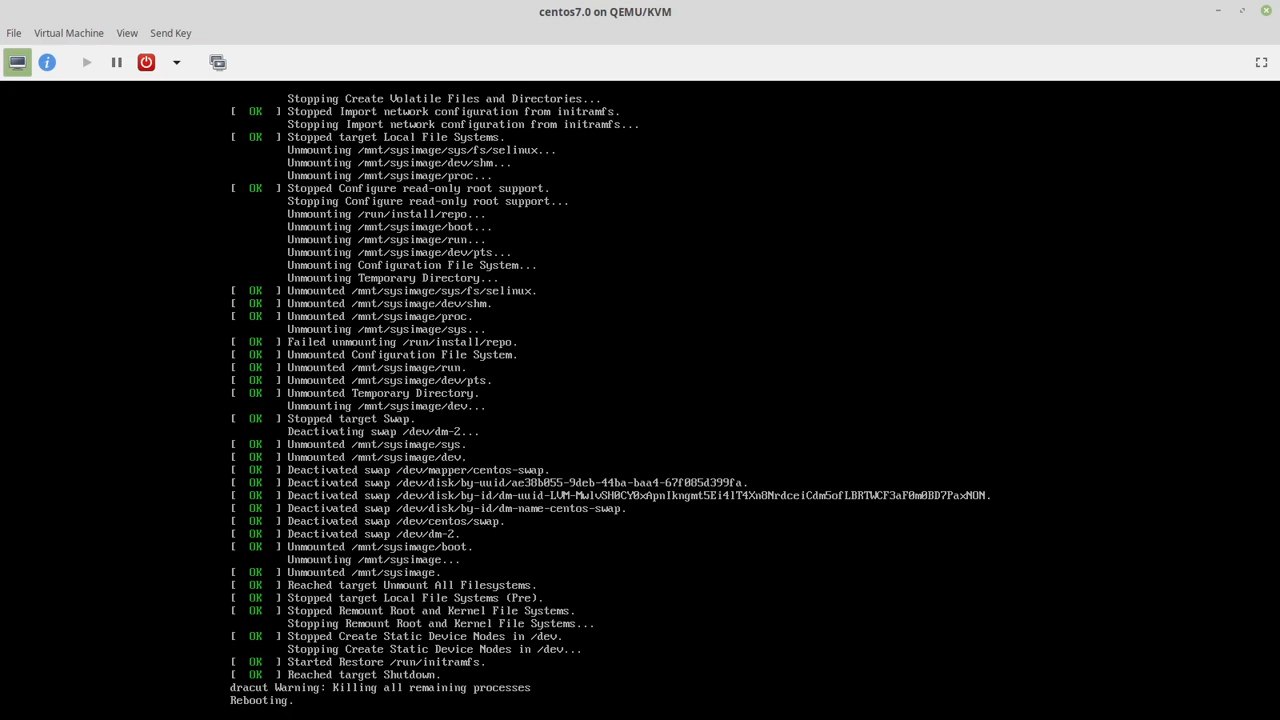 centos7.0 on QEMU/KVM
File Virtual Machine View Send Key
Stopping Create Volatile Files and Directories...
[ OK ] Stopped Import network configuration from initramfs.
Stopping Import network configuration from initramfs...
[ OK ] Stopped target Local File Systems.
Unmounting /mnt/sysimage/sys/fs/selinux...
Unmounting /mnt/sysimage/dev/shm...
Unmounting /mnt/sysimage/proc...
[ OK ] Stopped Configure read-only root support.
Stopping Configure read-only root support...
Unmounting /run/install/repo...
Unmounting /mnt/sysimage/boot...
Unmounting /mnt/sysimage/run...
Unmounting /mnt/sysimage/dev/pts...
Unmounting Configuration File System...
Unmounting Temporary Directory...
[ OK ] Unmounted /mnt/sysimage/sys/fs/selinux.
[ OK ] Unmounted /mnt/sysimage/dev/shm.
[ OK ] Unmounted /mnt/sysimage/proc.
Unmounting /mnt/sysimage/sys...
[ OK ] Failed unmounting /run/install/repo.
[ OK ] Unmounted Configuration File System.
[ OK ] Unmounted /mnt/sysimage/run.
[ OK ] Unmounted /mnt/sysimage/dev/pts.
[ OK ] Unmounted Temporary Directory.
Unmounting /mnt/sysimage/dev...
[ OK ] Stopped target Swap.
Deactivating swap /dev/dm-2...
[ OK ] Unmounted /mnt/sysimage/sys.
[ OK ] Unmounted /mnt/sysimage/dev.
[ OK ] Deactivated swap /dev/mapper/centos-swap.
[ OK ] Deactivated swap /dev/disk/by-uuid/ae38b055-9deb-44ba-baa4-67f085d399fa.
[ OK ] Deactivated swap
[ OK ] Deactivated swap /dev/disk/by-id/dm-name-centos-swap.
[ OK ] Deactivated swap /dev/centos/swap.
[ OK ] Deactivated swap /dev/dm-2.
[ OK ] Unmounted /mnt/sysimage/boot.
Unmounting /mnt/sysimage...
[ OK ] Unmounted /mnt/sysimage.
[ OK ] Reached target Unmount All Filesystems.
[ OK ] Stopped target Local File Systems (Pre).
[ OK ] Stopped Remount Root and Kernel File Systems.
Stopping Remount Root and Kernel File Systems...
[ OK ] Stopped Create Static Device Nodes in /dev.
Stopping Create Static Device Nodes in /dev...
[ OK ] Started Restore /run/initramfs.
[ OK ] Reached target Shutdown.
dracut Warning: Killing all remaining processes
Rebooting.